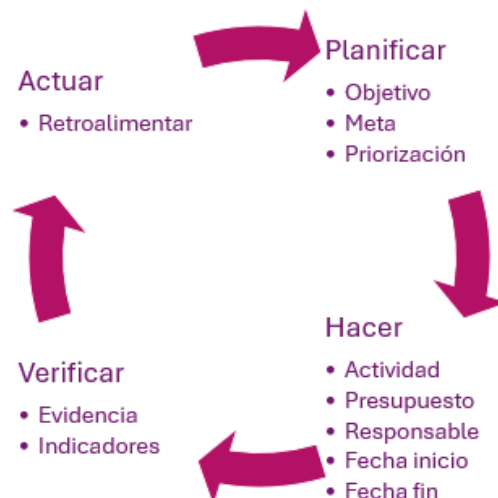 Planificar
• Objetivo
• Meta
• Priorización
Hacer
• Actividad
• Presupuesto
• Responsable
• Fecha inicio
• Fecha fin
Verificar
• Evidencia
• Indicadores
Actuar
• Retroalimentar